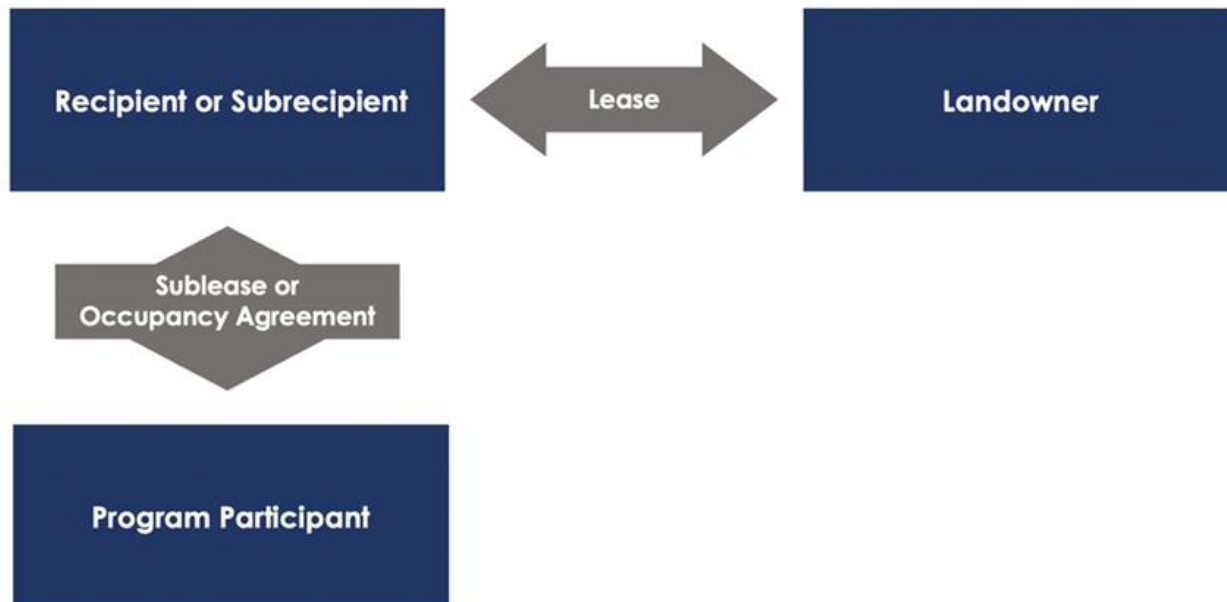 Recipient or Subrecipient
Lease
Landowner
Sublease or
Occupancy Agreement
Program Participant